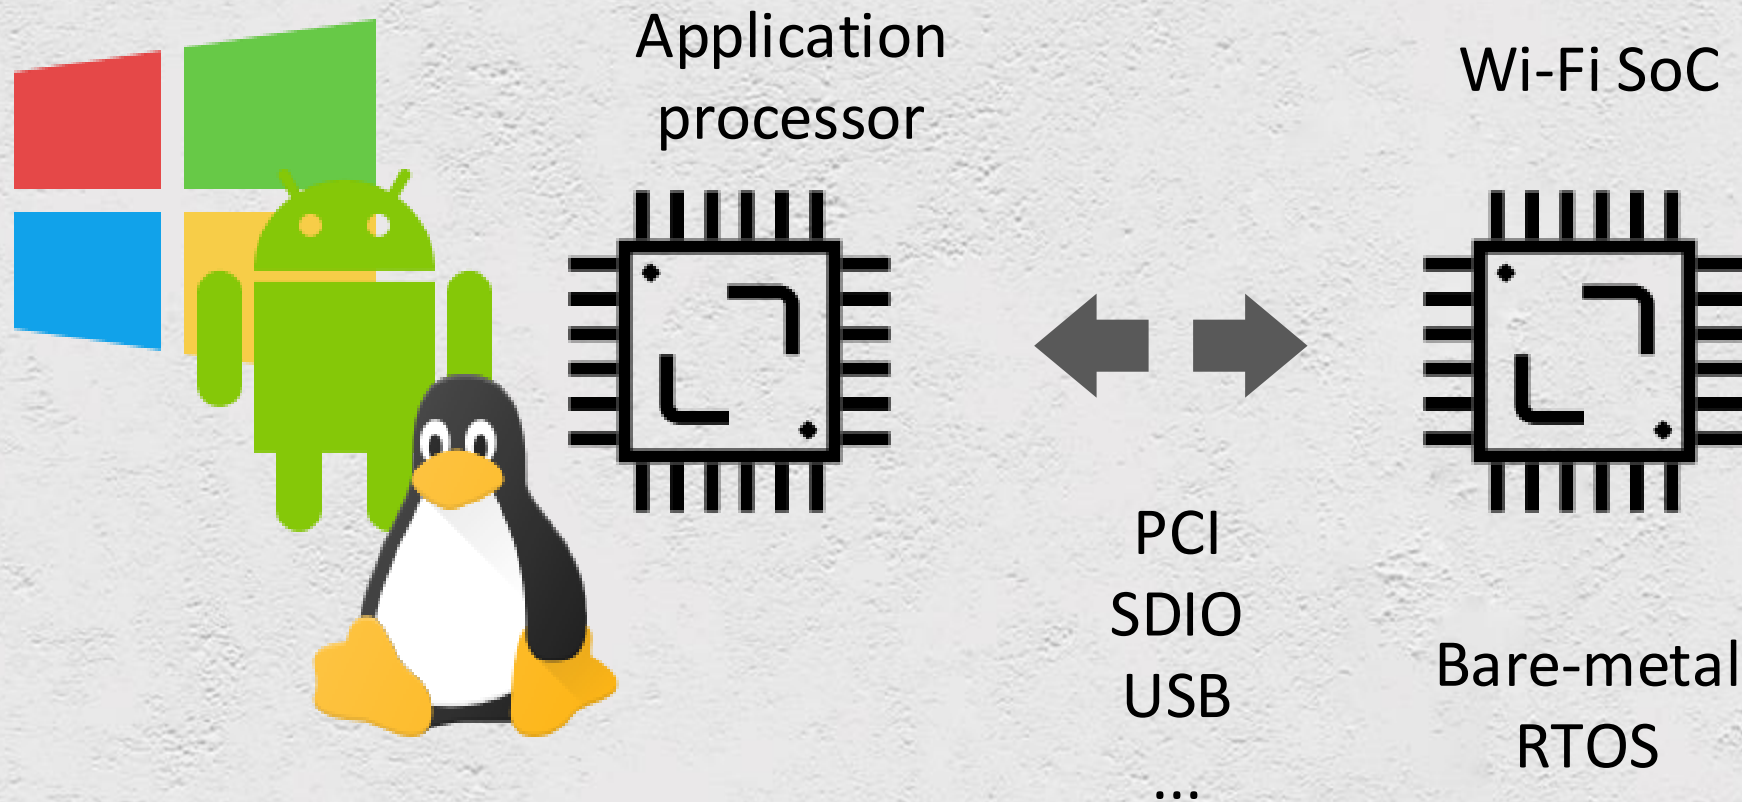 Application
processor
Wi-Fi SoC
PCI
SDIO
USB
...
Bare-metal
RTOS